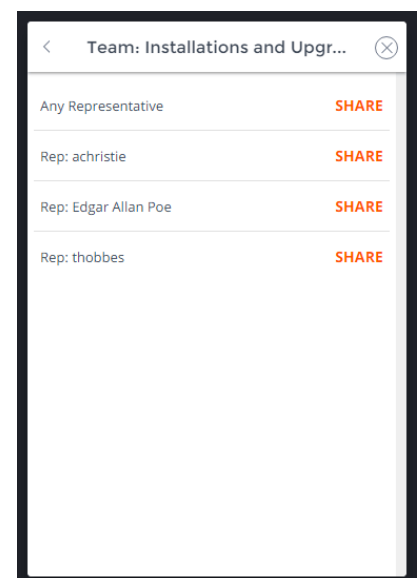 Team: Installations and Upgr...
Any Representative SHARE
Rep: achristie SHARE
Rep: Edgar Allan Poe SHARE
Rep: thobbes SHARE